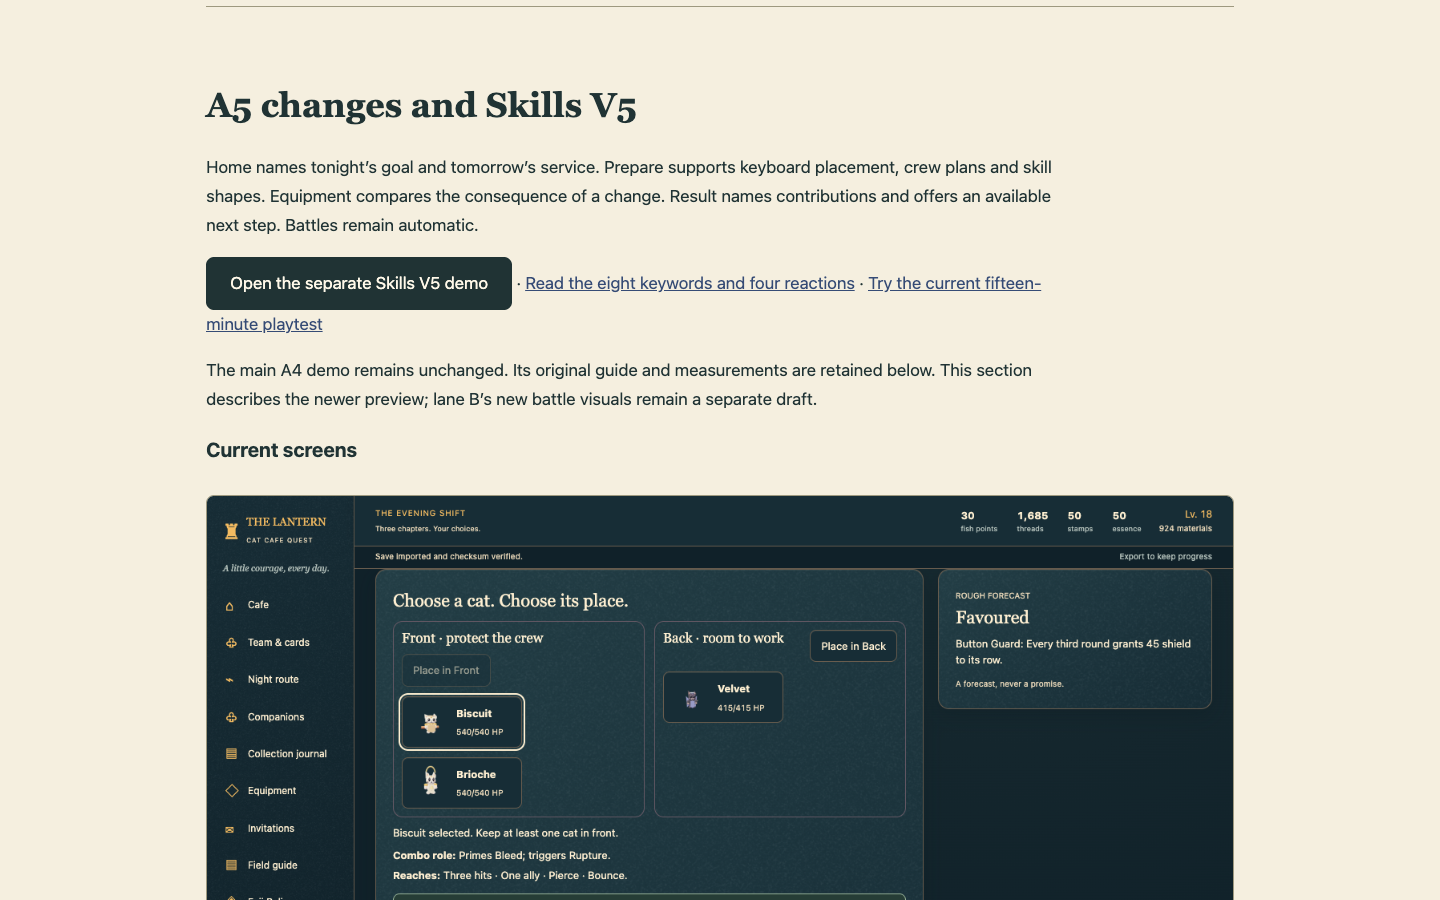 A5 changes and Skills V5
Home names tonight’s goal and tomorrow’s service. Prepare supports keyboard placement, crew plans and skill
shapes. Equipment compares the consequence of a change. Result names contributions and offers an available
next step. Battles remain automatic.
Open the separate Skills V5 demo · Read the eight keywords and four reactions · Try the current fifteen-
minute playtest
The main A4 demo remains unchanged. Its original guide and measurements are retained below. This section
describes the newer preview; lane B’s new battle visuals remain a separate draft.
Current screens
THE LANTERN
CAT CAFE QUEST
A little courage, every day.
Cafe
Team & cards
Night route
Companions
Collection journal
Equipment
Invitations
Field guide
THE EVENING SHIFT
Three chapters. Your choices.
30 fish points
1,685 threads
50 stamps
50 essence
Lv. 18
924 materials
Save imported and checksum verified.
Export to keep progress
Choose a cat. Choose its place.
Front · protect the crew
Place in Front
Biscuit
540/540 HP
Brioche
540/540 HP
Back · room to work
Place in Back
Velvet
415/415 HP
Biscuit selected. Keep at least one cat in front.
Combo role: Primes Bleed; triggers Rupture.
Reaches: Three hits · One ally · Pierce · Bounce.
ROUGH FORECAST
Favoured
Button Guard: Every third round grants 45 shield
to its row.
A forecast, never a promise.